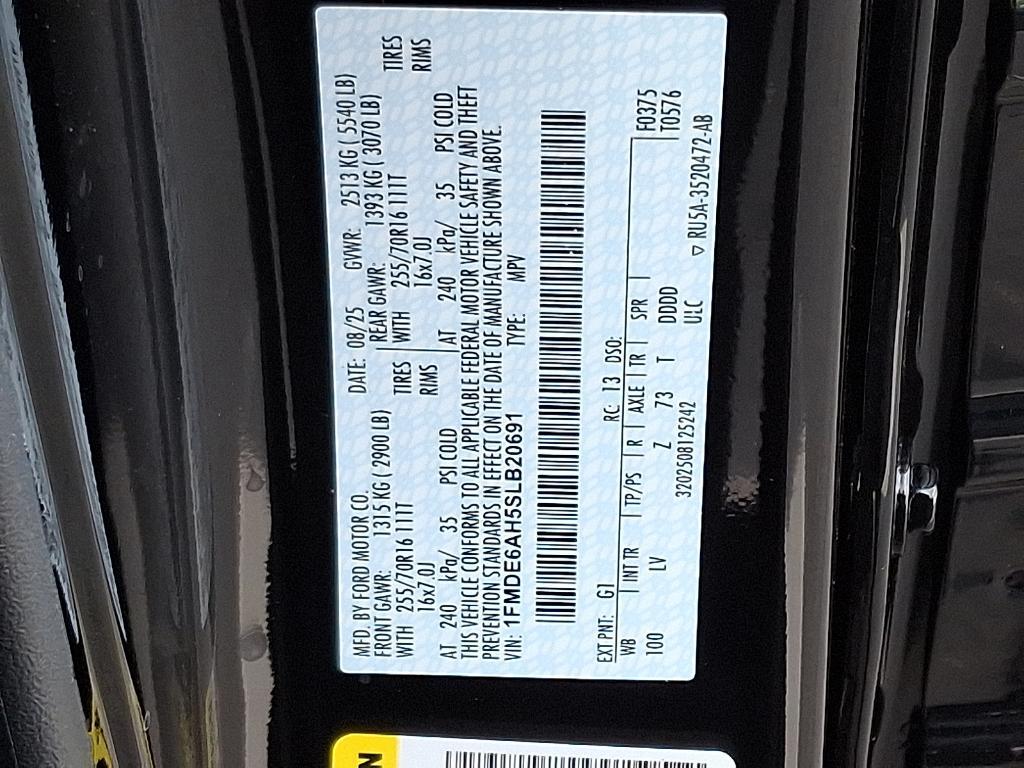 MFD. BY FORD MOTOR CO.
DATE: 08/25 GVWR: 2513 KG ( 5540 LB)
FRONT GAWR: 1315 KG ( 2900 LB)
REAR GAWR: 1393 KG ( 3070 LB)
WITH 255/70R16 111T TIRES
WITH 255/70R16 111T TIRES
16x7.0J RIMS
16x7.0J RIMS
AT 240 kPa/ 35 PSI COLD
AT 240 kPa/ 35 PSI COLD
THIS VEHICLE CONFORMS TO ALL APPLICABLE FEDERAL MOTOR VEHICLE SAFETY AND THEFT
PREVENTION STANDARDS IN EFFECT ON THE DATE OF MANUFACTURE SHOWN ABOVE.
VIN: 1FMDE6AH5SLB20691 TYPE: MPV
EXT PNT: G1 RC: 13 DSO:
F0375
WB INT TR TP/PS R AXLE TR SPR
T0576
100 LV Z 73 T DDDD
320250812S242 ULC
RU5A-3520472-AB